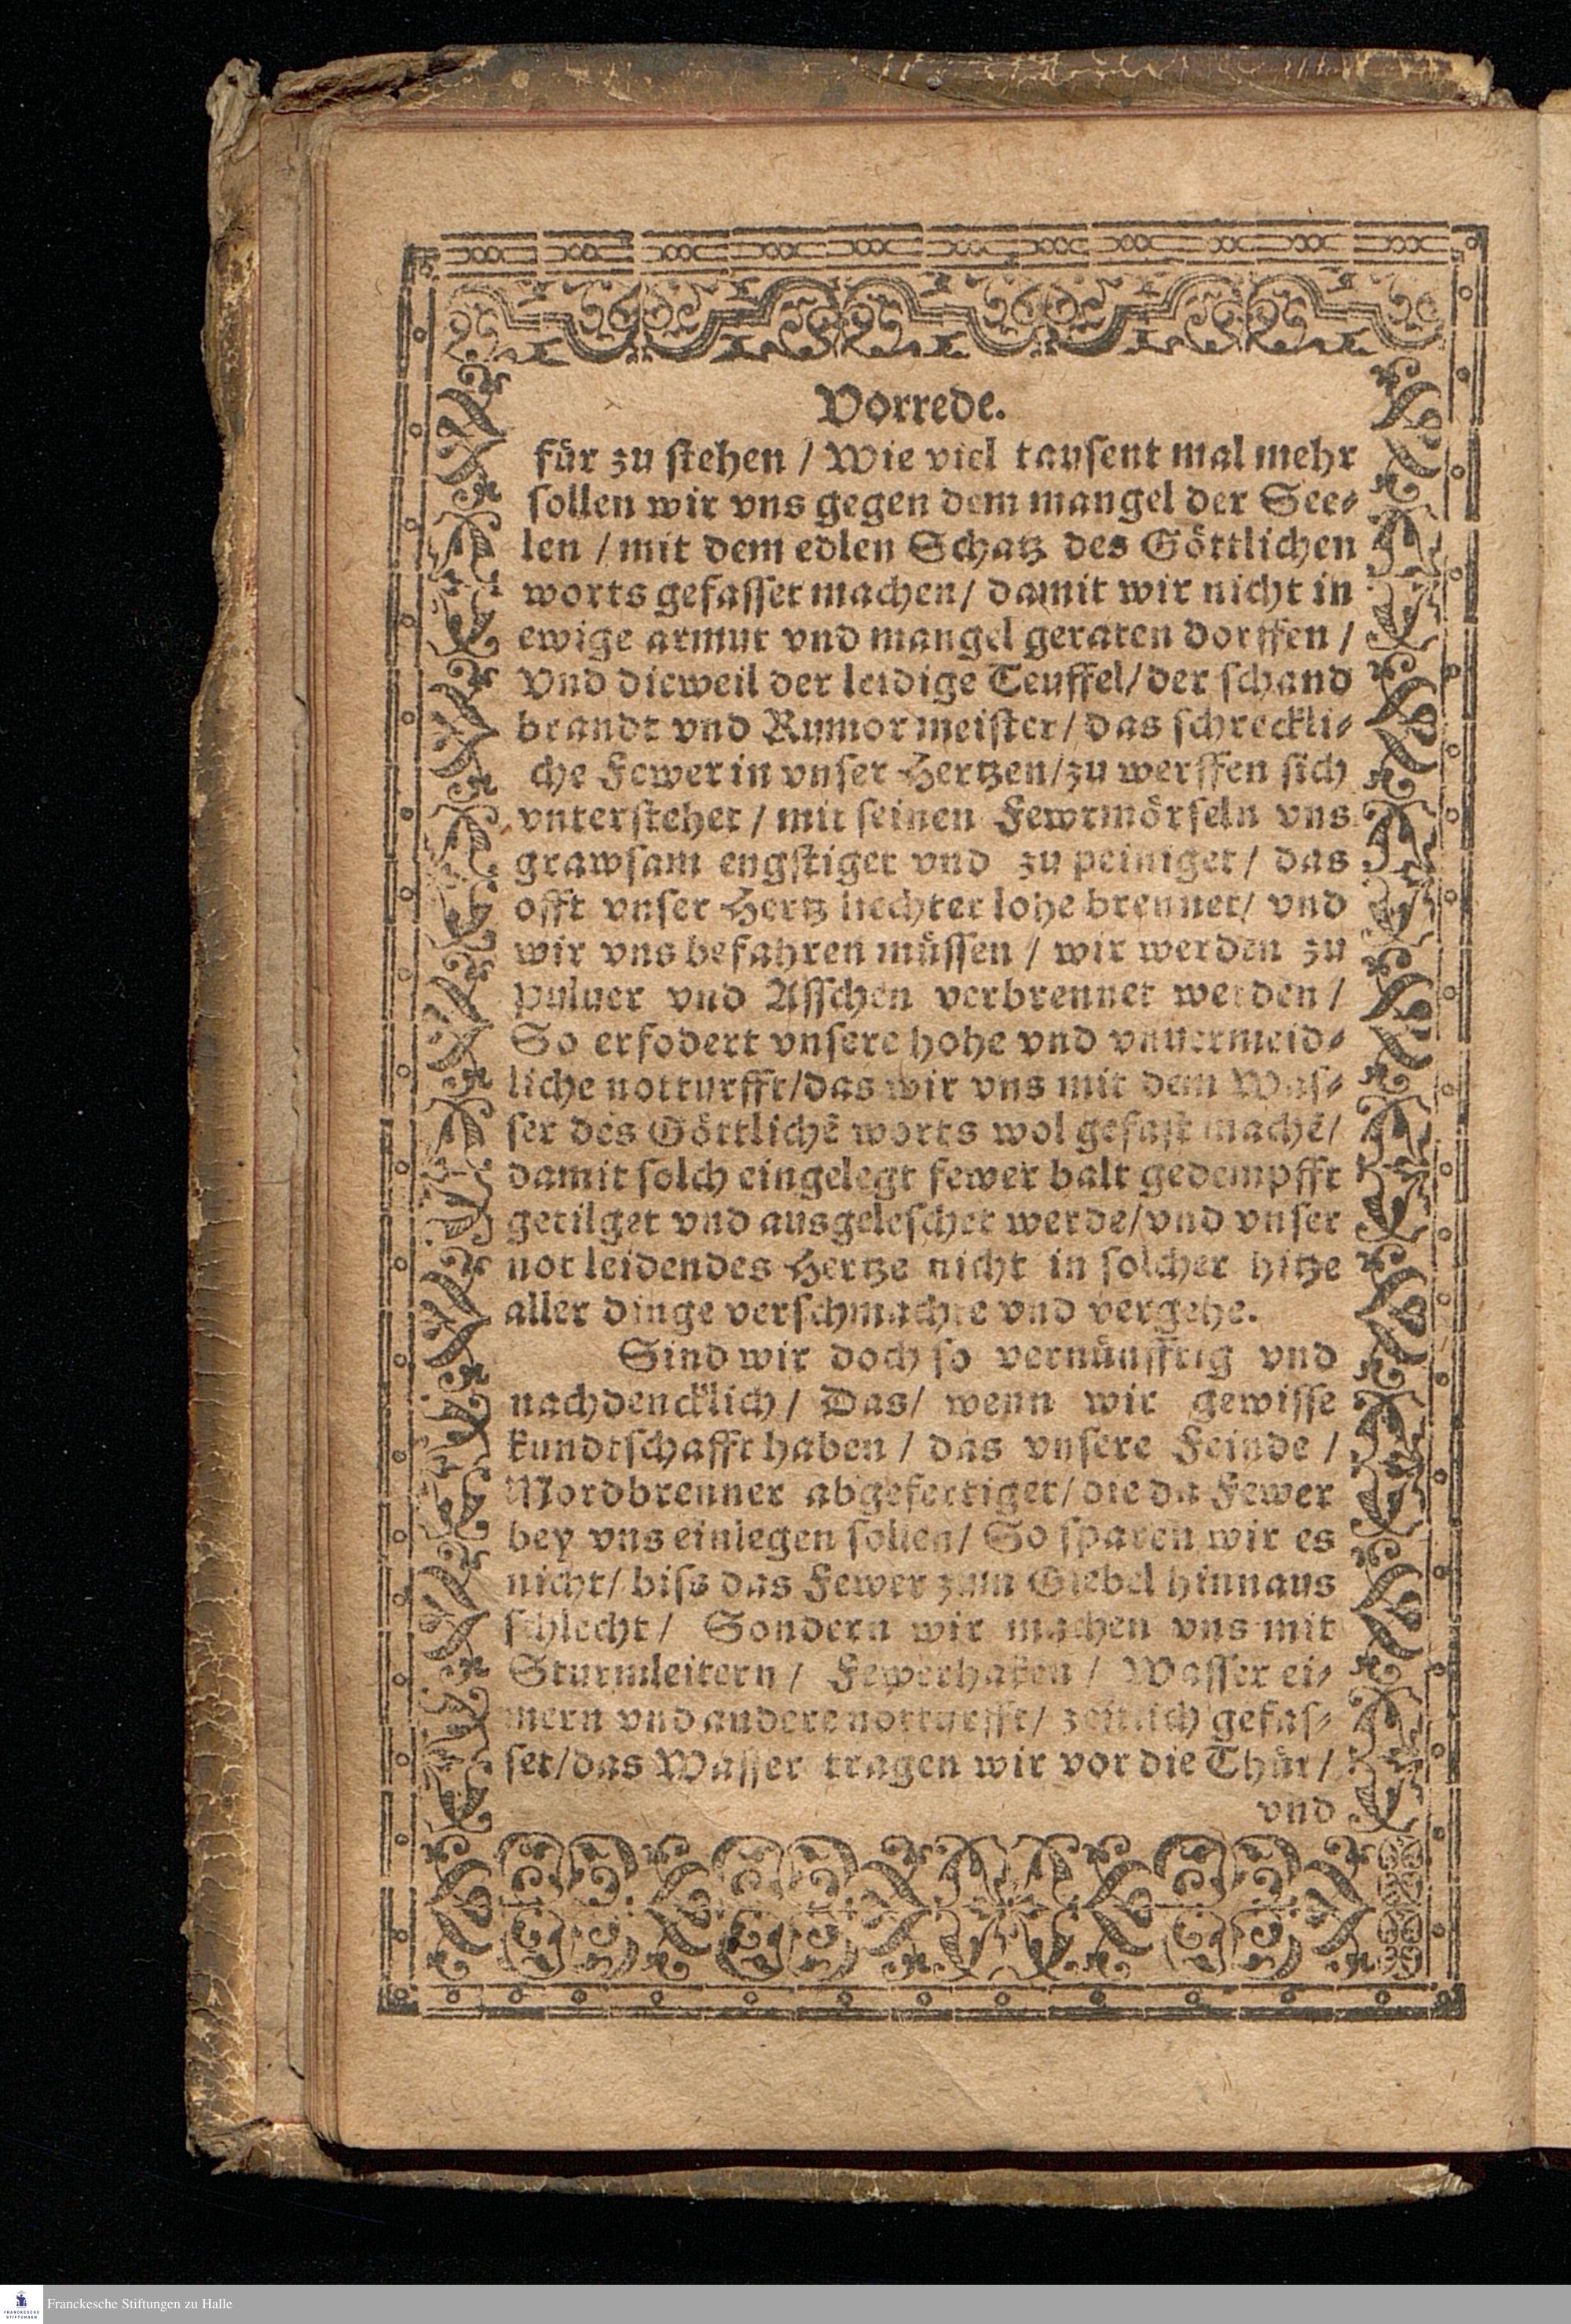 Vorrede.
für zu stehen / Wie viel tausent mal mehr
sollen wir vns gegen dem mangel der See⸗
len / mit dem edlen Schatz des Göttlichen
worts gefasset machen / damit wir nicht in
ewige armut vnd mangel geraten dorffen /
Vnd dieweil der leidige Teuffel / der schand
brandt vnd Rumor meister / das schreckli⸗
che Fewer in vnser Hertzen / zu werffen sich
vnterstehet / mit seinen Fewrmörseln vns
grawsam engstiget vnd zu peiniget / das
offt vnser Hertz liechter lohe brennet / vnd
wir vns befahren müssen / wir werden zu
puluer vnd Asschen verbrennet werden /
So erfodert vnsere hohe vnd vnuermeid⸗
liche notturfft / das wir vns mit dem Was⸗
ser des Göttlichẽ worts wol gefast machẽ /
damit solch eingelegt fewer balt gedempfft
getilget vnd ausgeleschet werde / vnd vnser
not leidendes Hertze nicht in solcher hitze
aller dinge verschmachte vnd vergehe.
Sind wir doch so vernünfftig vnd
nachdencklich / Das / wenn wir gewisse
kundtschafft haben / das vnsere Feinde /
Mordbrenner abgefertiget / die da Fewer
bey vns einlegen sollen / So sparen wir es
nicht / biss das Fewer zum Giebel hinnaus
schlecht / Sondern wir machen vns mit
Sturmleitern / Fewerhaken / Wasser ei⸗
mern vnd andere notturfft / zeitlich gefas⸗
set / das Wasser tragen wir vor die Thür /
vnd
FRANCKESCHE STIFTUNGEN
Franckesche Stiftungen zu Halle